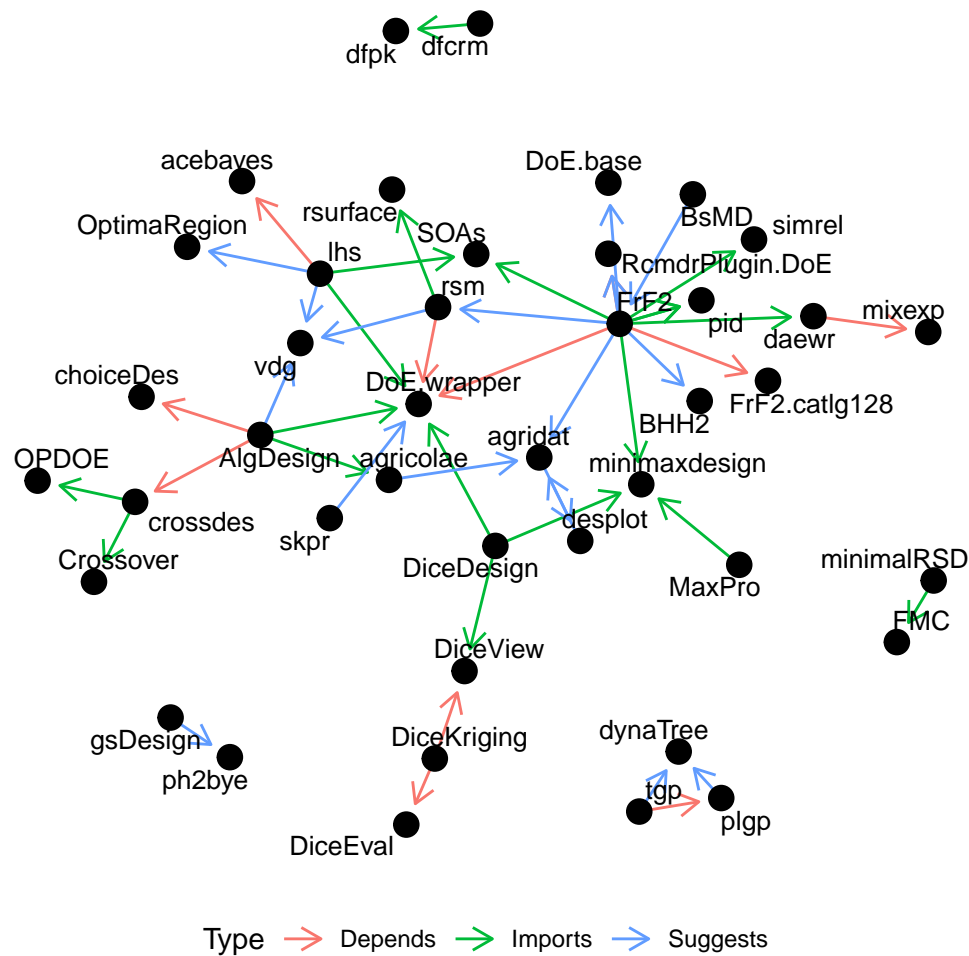 dfpk
dfcrm
acebayes
DoE.base
rsurface
BsMD
OptimaRegion
simrel
SOAs
lhs
RcmdrPlugin.DoE
rsm
FrF2
mixexp
pid
daewr
vdg
choiceDes
DoE.wrapper
FrF2.catlg128
BHH2
agridat
OPDOE
AlgDesign
agricolae
minimaxdesign
crossdes
desplot
skpr
Crossover
DiceDesign
minimalRSD
MaxPro
FMC
DiceView
gsDesign
DiceKriging
dynaTree
ph2bye
tgp
plgp
DiceEval
Type Depends Imports Suggests